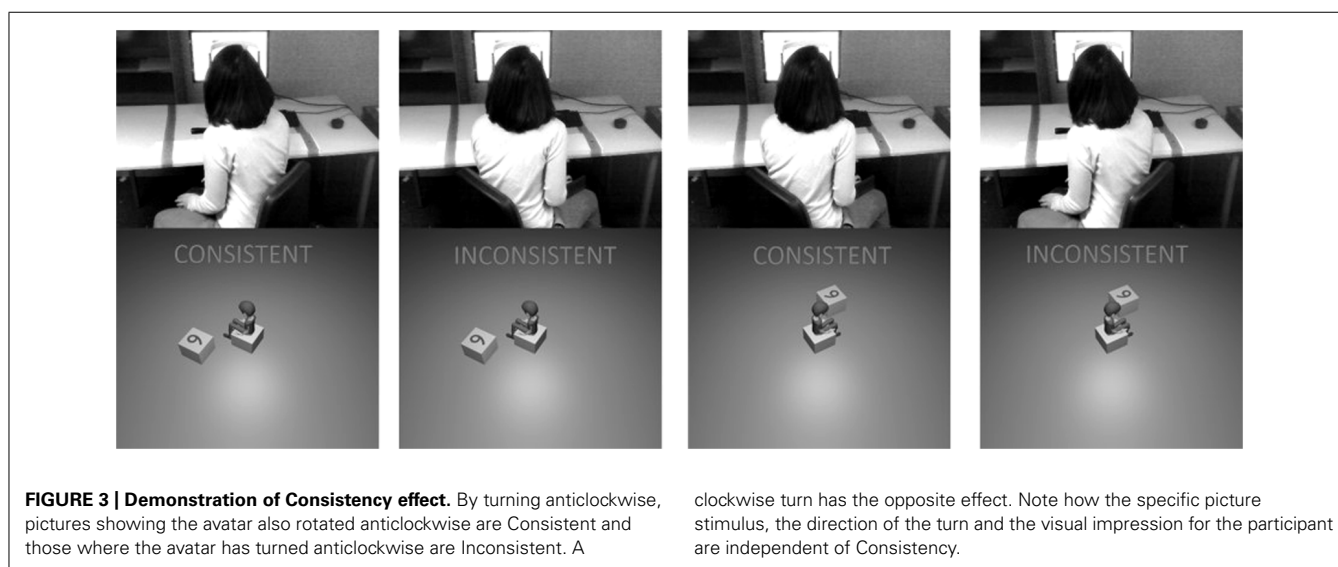 CONSISTENT
INCONSISTENT
CONSISTENT
INCONSISTENT
9
9
6
6
FIGURE 3 | Demonstration of Consistency effect. By turning anticlockwise,
pictures showing the avatar also rotated anticlockwise are Consistent and
those where the avatar has turned anticlockwise are Inconsistent. A
clockwise turn has the opposite effect. Note how the specific picture
stimulus, the direction of the turn and the visual impression for the participant
are independent of Consistency.